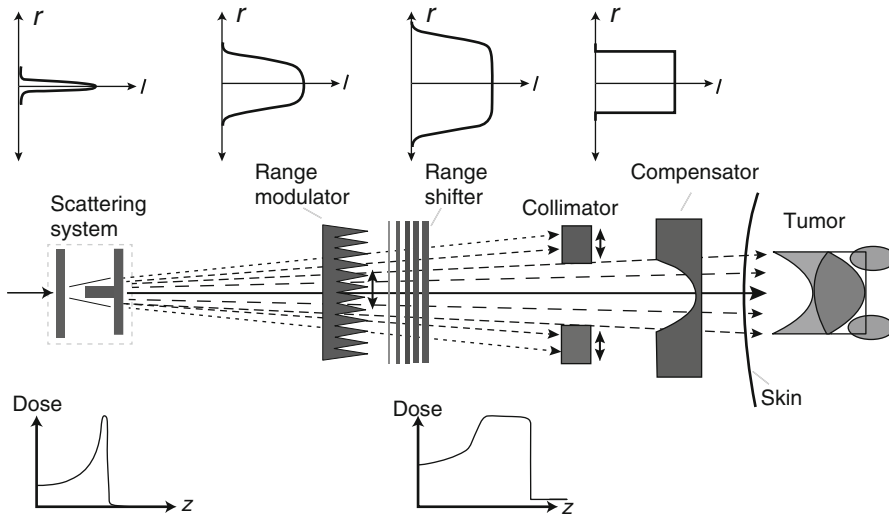 r
r
r
r
I
I
I
I
Range
modulator
Range
shifter
Compensator
Scattering
system
Collimator
Tumor
Skin
Dose
z
Dose
z